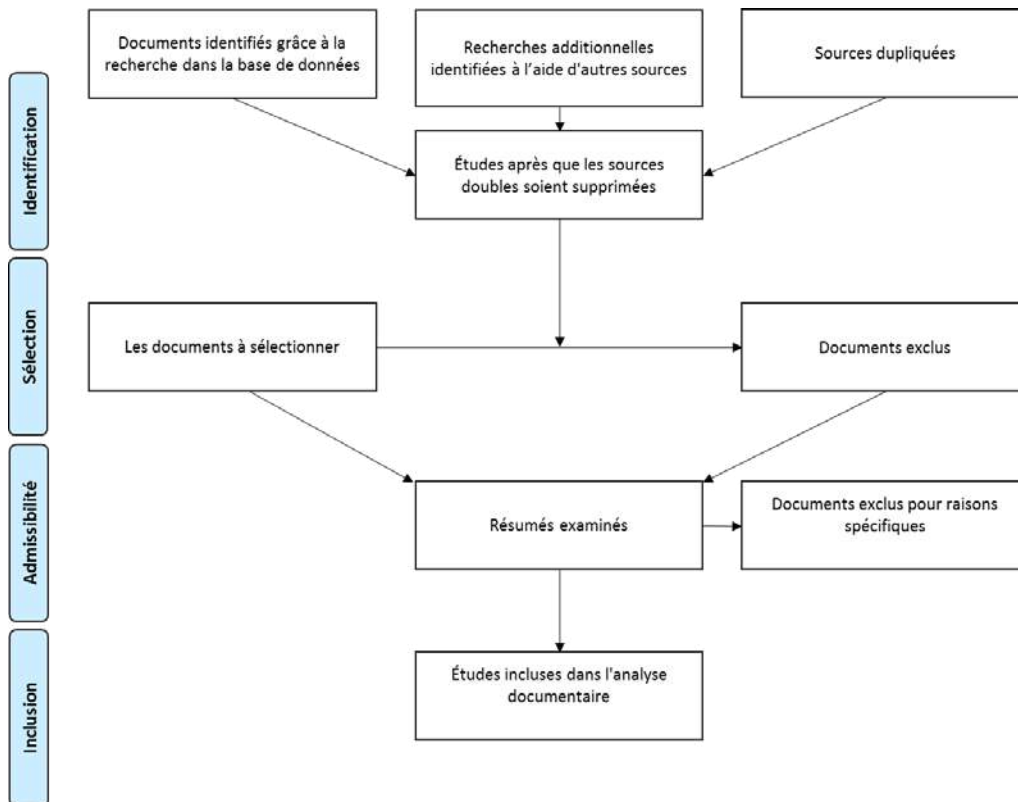 Identification
Documents identifiés grâce à la
recherche dans la base de données
Recherches additionnelles
identifiées à l'aide d'autres sources
Sources dupliquées
Études après que les sources
doubles soient supprimées
Sélection
Les documents à sélectionner
Documents exclus
Admissibilité
Résumés examinés
Documents exclus pour raisons
spécifiques
Inclusion
Études incluses dans l'analyse
documentaire